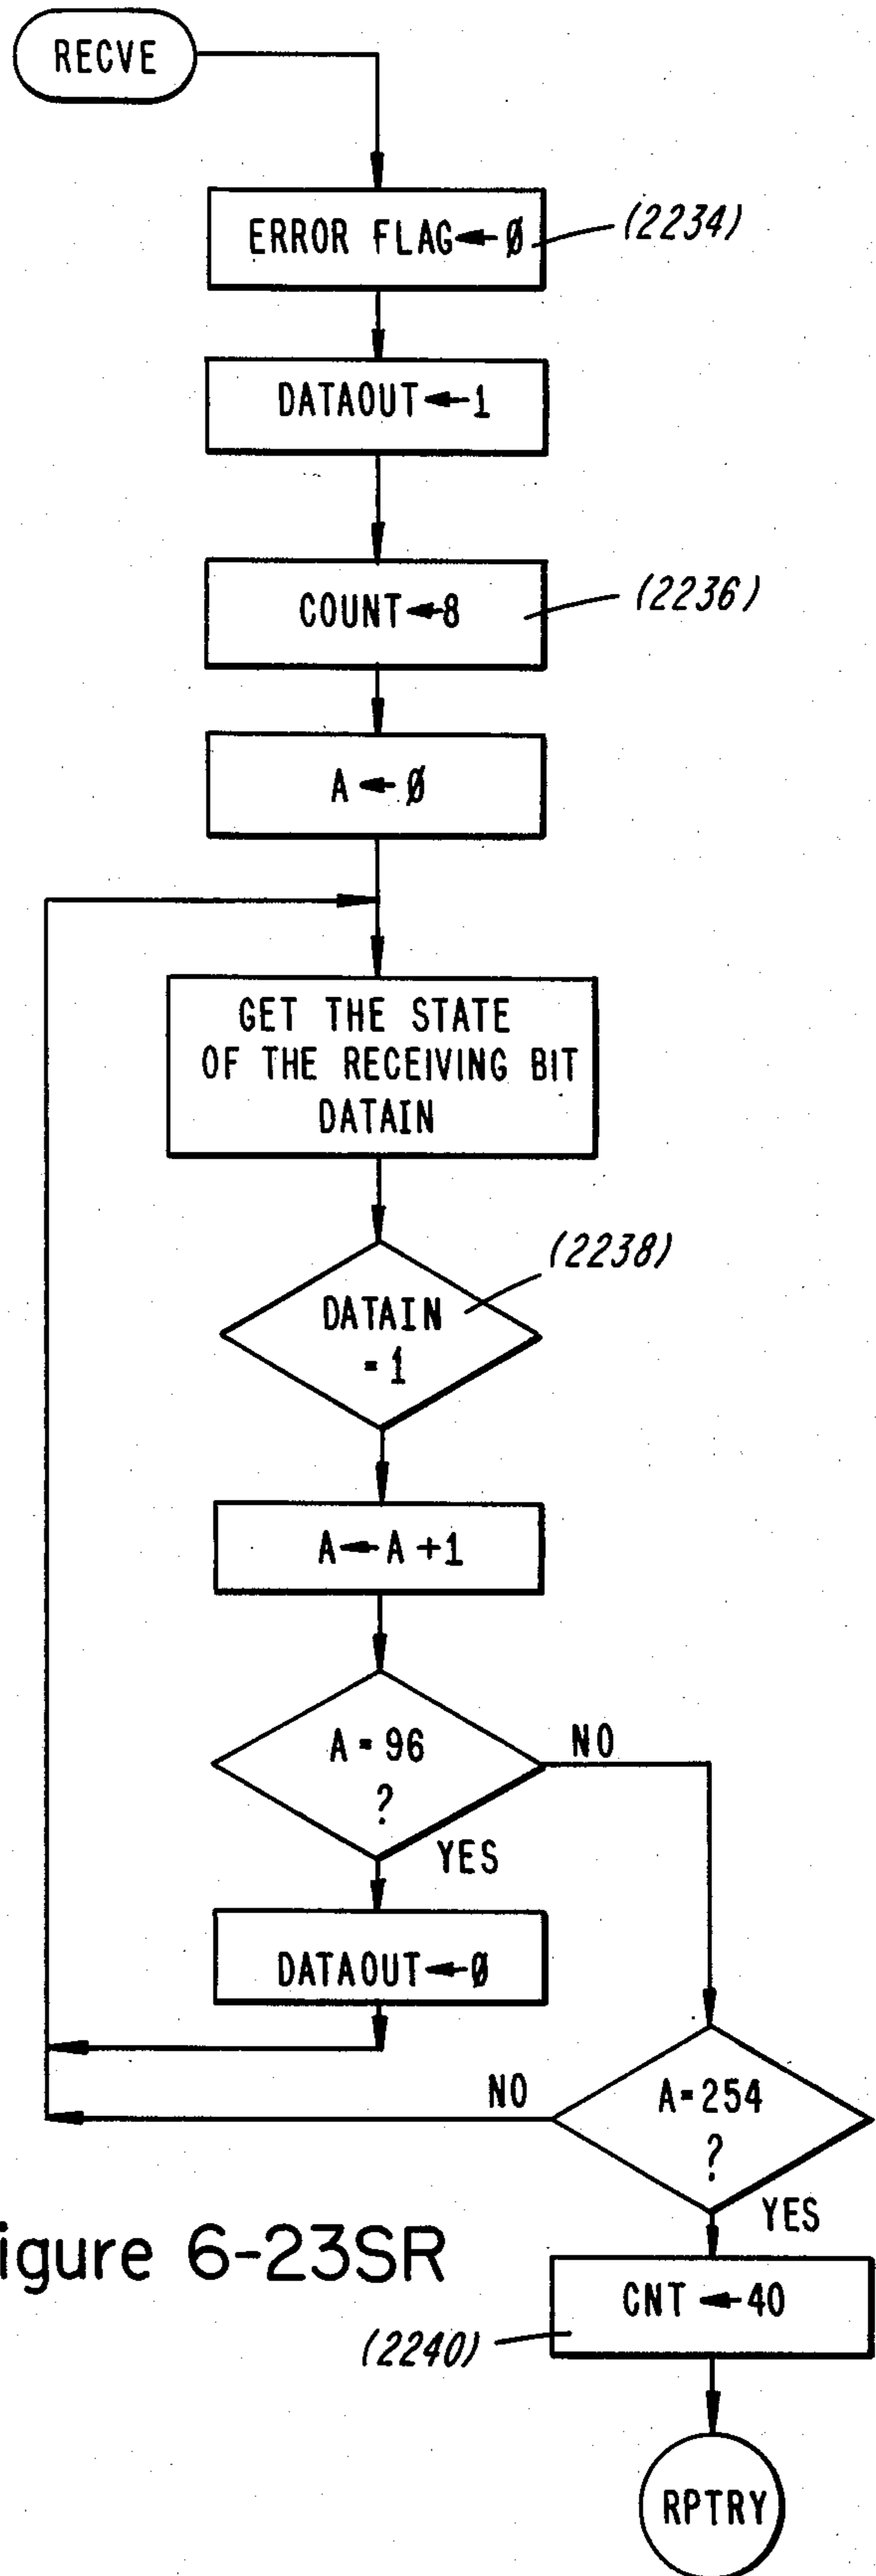 RECVE
ERROR FLAG←Ø
(2234)
DATAOUT←1
COUNT←8
(2236)
A←Ø
GET THE STATE
OF THE RECEIVING BIT
DATAIN
(2238)
DATAIN
=1
A←A+1
A=96
?
NO
YES
DATAOUT←Ø
NO
A=254
?
YES
igure 6-23SR
CNT←40
(2240)
RPTRY